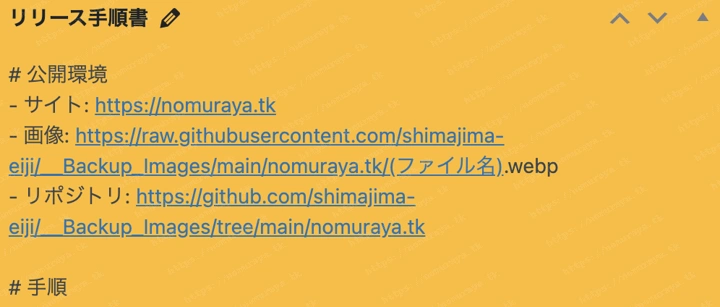 リリース手順書
# 公開環境
- サイト: https://nomuraya.tk
- 画像: https://raw.githubusercontent.com/shimajima-
eiji/__Backup_Images/main/nomuraya.tk/(ファイル名).webp
- リポジトリ: https://github.com/shimajima-
eiji/__Backup_Images/tree/main/nomuraya.tk
# 手順